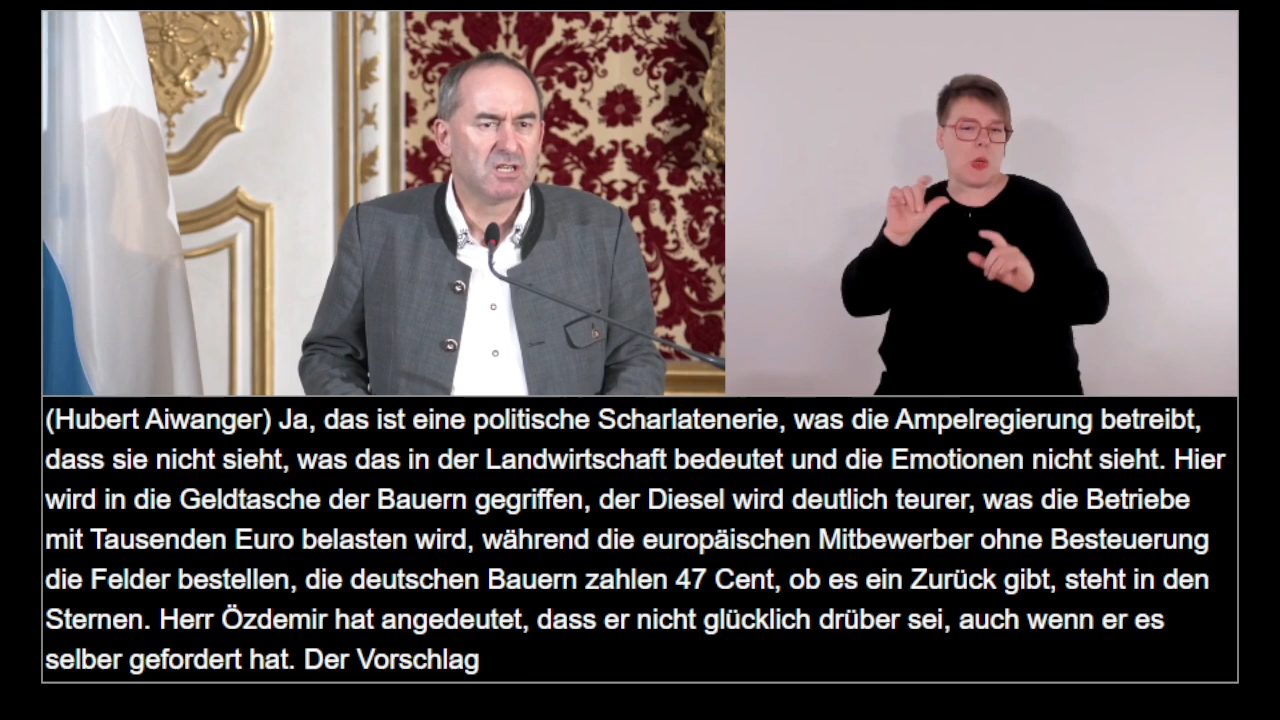 (Hubert Aiwanger) Ja, das ist eine politische Scharlatenerie, was die Ampelregierung betreibt,
dass sie nicht sieht, was das in der Landwirtschaft bedeutet und die Emotionen nicht sieht. Hier
wird in die Geldtasche der Bauern gegriffen, der Diesel wird deutlich teurer, was die Betriebe
mit Tausenden Euro belasten wird, während die europäischen Mitbewerber ohne Besteuerung
die Felder bestellen, die deutschen Bauern zahlen 47 Cent, ob es ein Zurück gibt, steht in den
Sternen. Herr Özdemir hat angedeutet, dass er nicht glücklich drüber sei, auch wenn er es
selber gefordert hat. Der Vorschlag